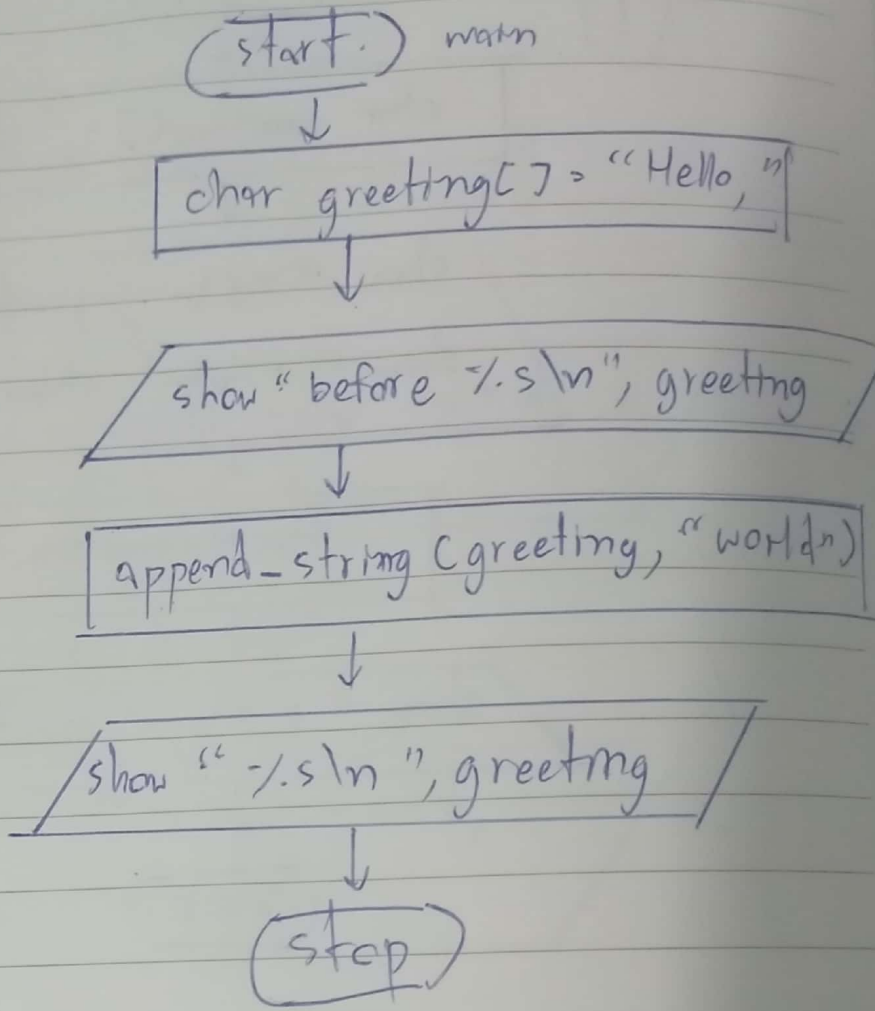 start. main
char greeting[] = "Hello,"
show "before %s\n", greeting
append_string (greeting, "world")
show "%s\n", greeting
stop